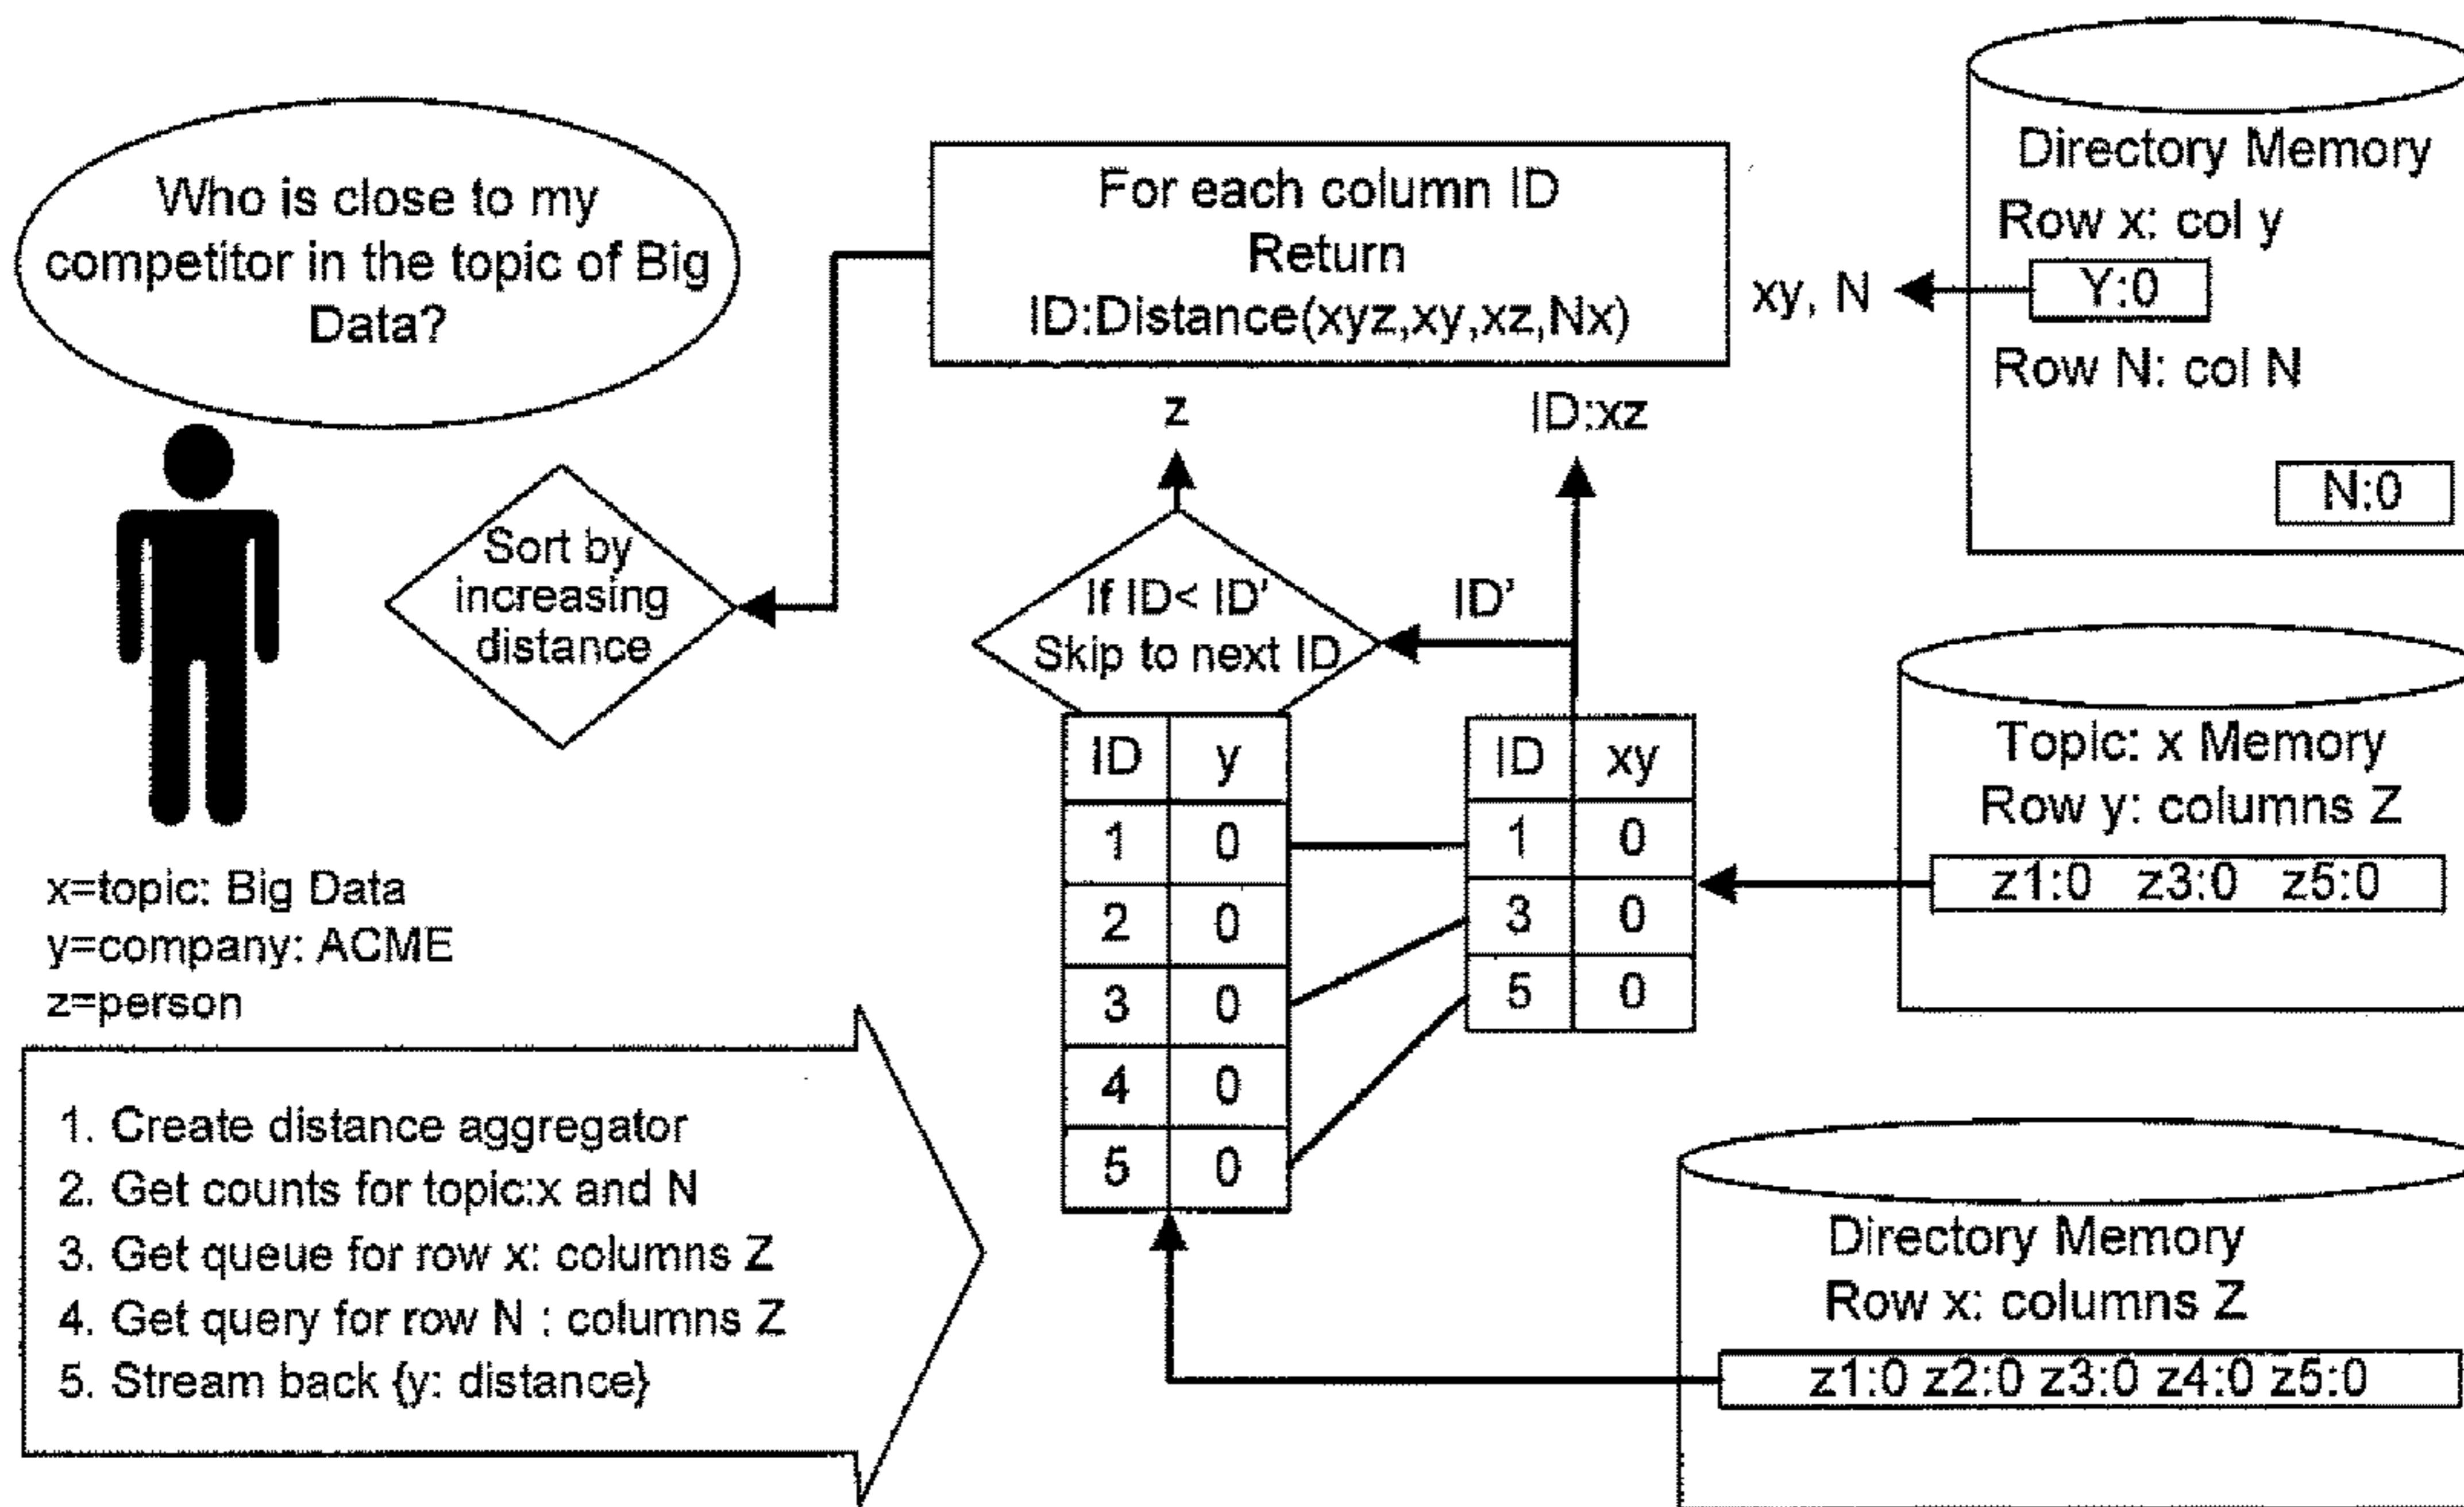 Who is close to my
competitor in the topic of Big
Data?
For each column ID
Return
ID:Distance(xyz,xy,xz,Nx)
Directory Memory
Row x: col y
Y:0
xy, N
Row N: col N
N:0
z
ID:xz
Sort by
increasing
distance
If ID< ID'
Skip to next ID
ID'
ID y
1 0
2 0
3 0
4 0
5 0
ID xy
1 0
3 0
5 0
Topic: x Memory
Row y: columns Z
z1:0 z3:0 z5:0
x=topic: Big Data
y=company: ACME
z=person
1. Create distance aggregator
2. Get counts for topic:x and N
3. Get queue for row x: columns Z
4. Get query for row N : columns Z
5. Stream back {y: distance}
Directory Memory
Row x: columns Z
z1:0 z2:0 z3:0 z4:0 z5:0